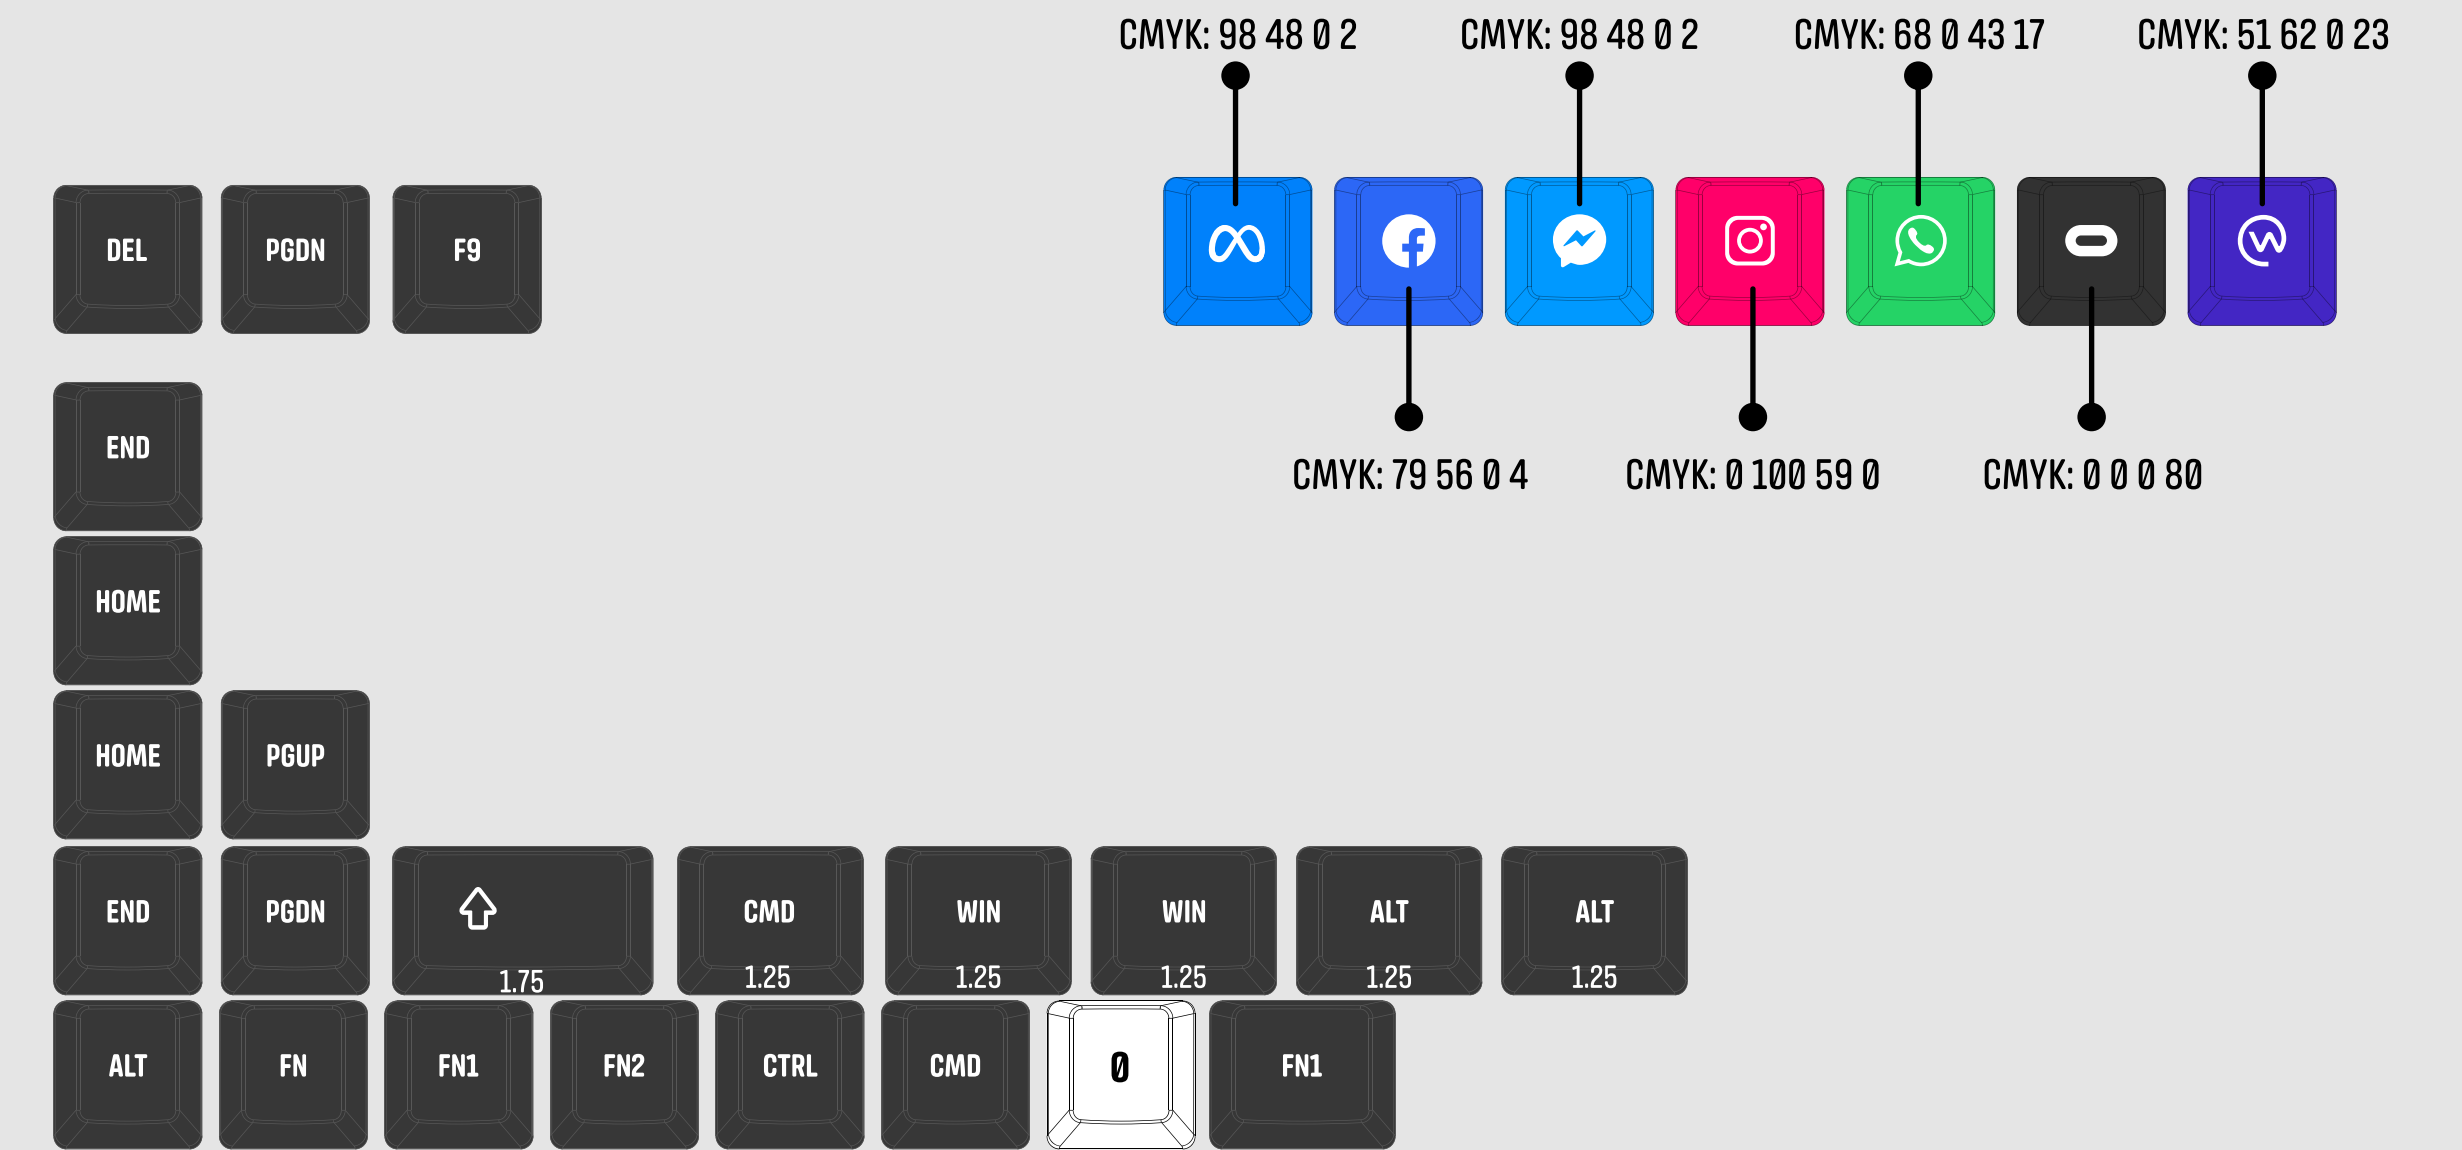 CMYK: 98 48 0 2
CMYK: 98 48 0 2
CMYK: 68 0 43 17
CMYK: 51 62 0 23
DEL
PGDN
F9
CMYK: 79 56 0 4
CMYK: 0 100 59 0
CMYK: 0 0 0 80
END
HOME
HOME
PGUP
END
PGDN
1.75
CMD
1.25
WIN
1.25
WIN
1.25
ALT
1.25
ALT
1.25
ALT
FN
FN1
FN2
CTRL
CMD
0
FN1